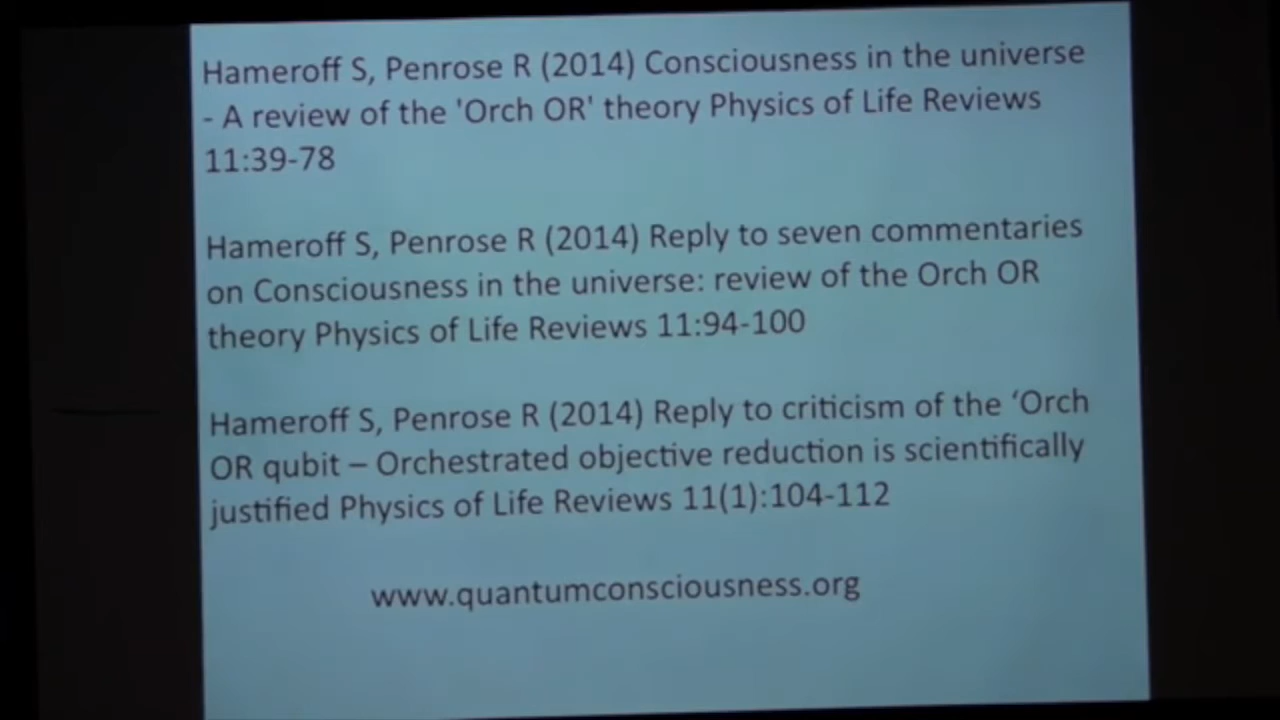 Hameroff S, Penrose R (2014) Consciousness in the universe
- A review of the 'Orch OR' theory Physics of Life Reviews
11:39-78
Hameroff S, Penrose R (2014) Reply to seven commentaries
on Consciousness in the universe: review of the Orch OR
theory Physics of Life Reviews 11:94-100
Hameroff S, Penrose R (2014) Reply to criticism of the ‘Orch
OR qubit – Orchestrated objective reduction is scientifically
justified Physics of Life Reviews 11(1):104-112
www.quantumconsciousness.org